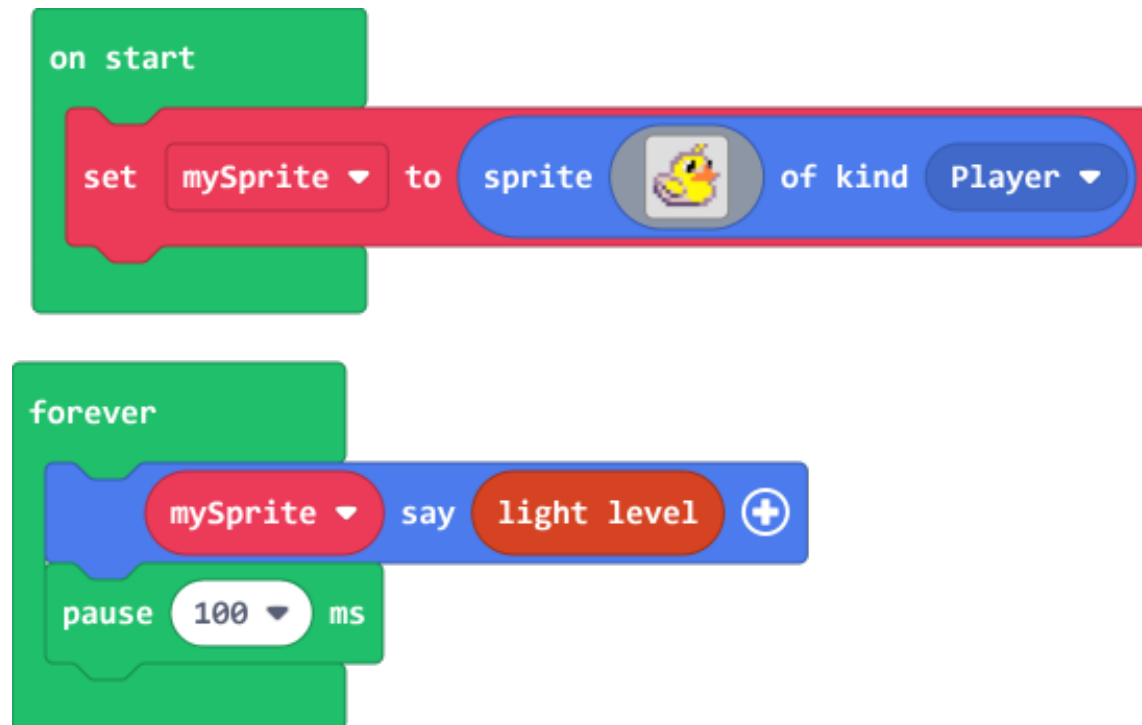 on start
set mySprite to sprite of kind Player
forever
mySprite say light level
pause 100 ms